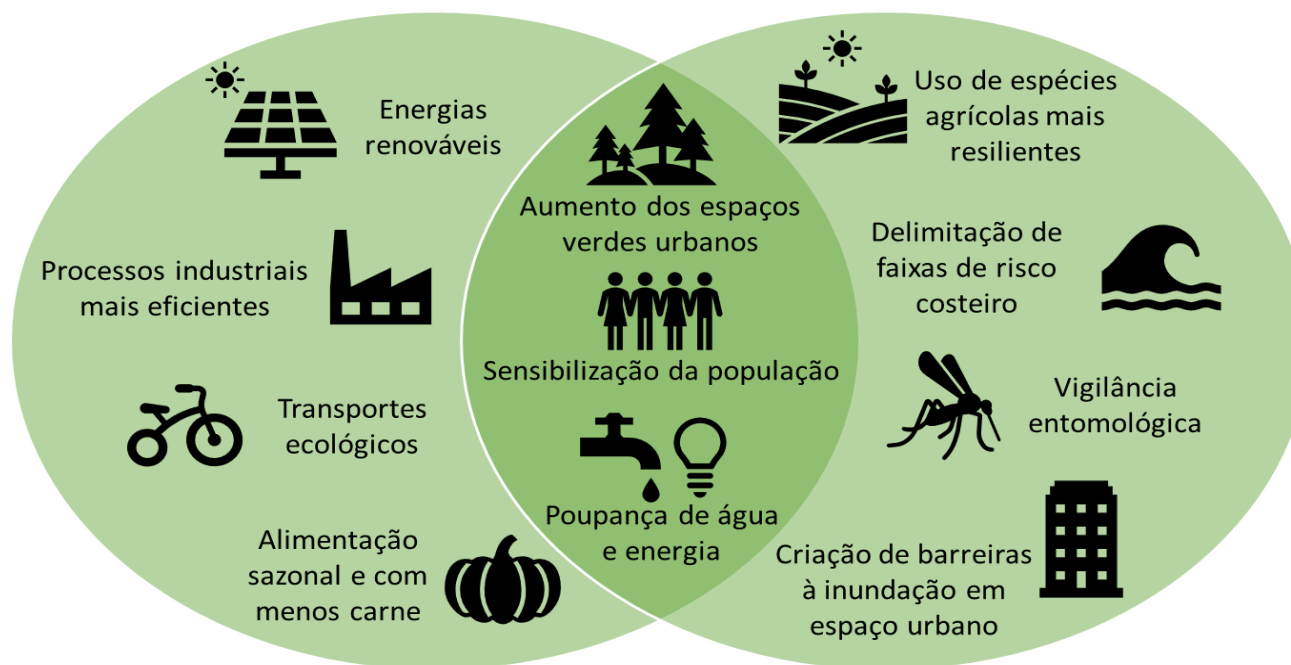 Energias
renováveis
Processos industriais
mais eficientes
Transportes
ecológicos
Alimentação
sazonal e com
menos carne
Aumento dos espaços
verdes urbanos
Sensibilização da população
Poupança de água
e energia
Uso de espécies
agrícolas mais
resilientes
Delimitação de
faixas de risco
costeiro
Vigilância
entomológica
Criação de barreiras
à inundação em
espaço urbano